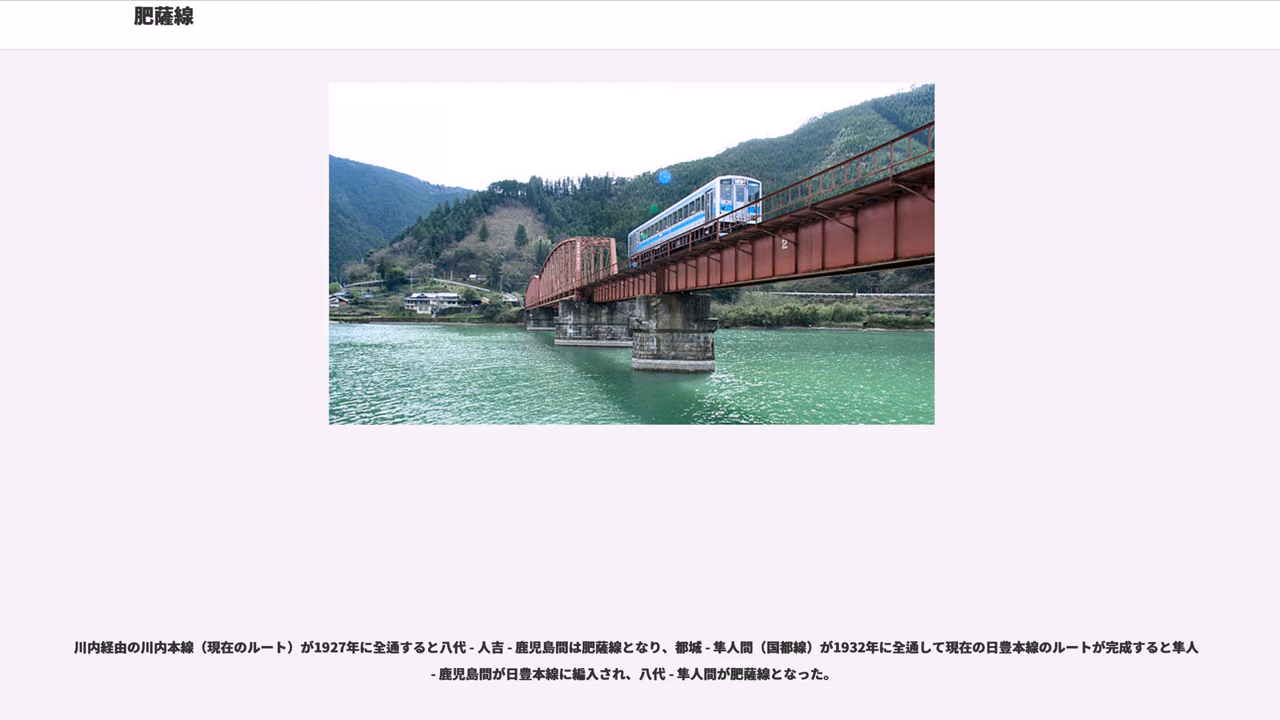 肥薩線
2
川内経由の川内本線（現在のルート）が1927年に全通すると八代 - 人吉 - 鹿児島間は肥薩線となり、都城 - 隼人間（国都線）が1932年に全通して現在の日豊本線のルートが完成すると隼人
- 鹿児島間が日豊本線に編入され、八代 - 隼人間が肥薩線となった。